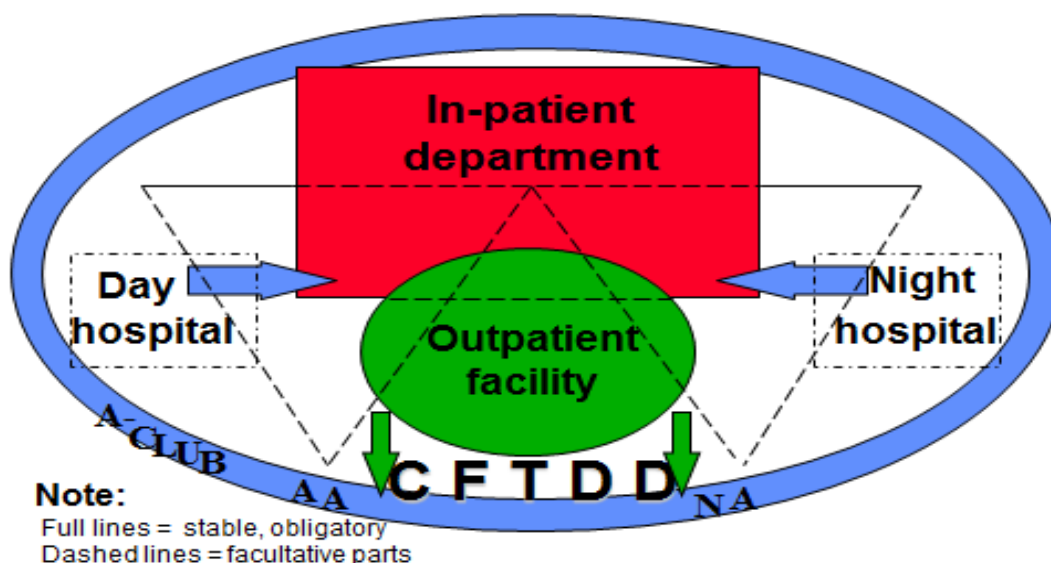 In-patient
department
Day
hospital
Night
hospital
Outpatient
facility
A-CLUB
AA
CFTDD
NA
Note:
Full lines = stable, obligatory
Dashed lines = facultative parts